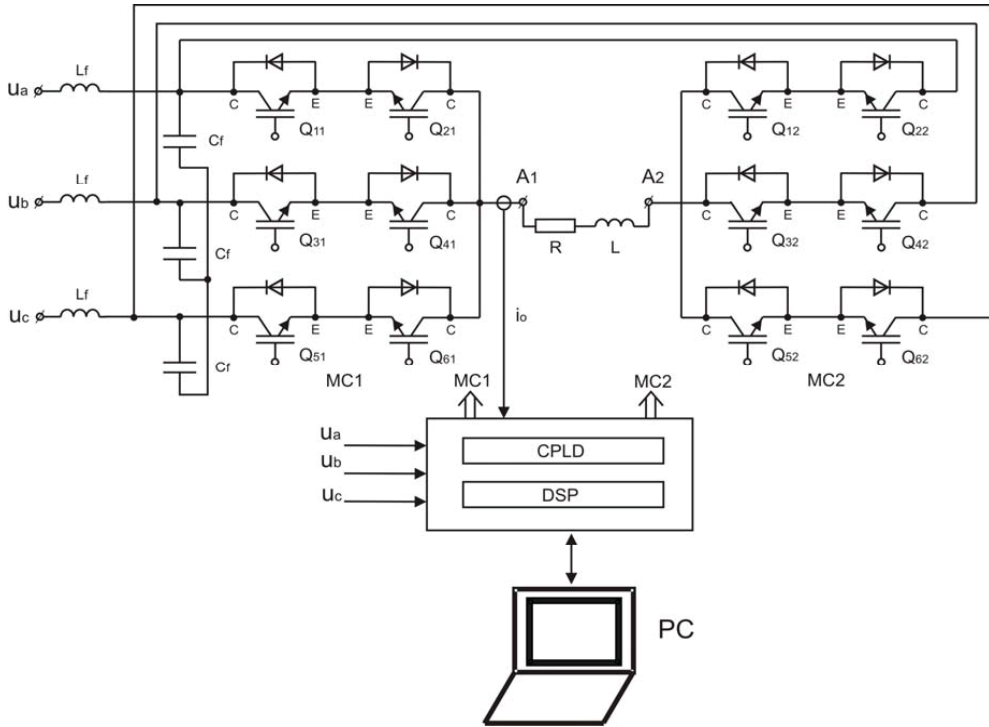 ua Lf C E E C Q11 Q21 Cf
C E E C Q12 Q22
ub Lf C E E C Q31 Q41 Cf
A1 R L A2
C E E C Q32 Q42
uc Lf C E E C Q51 Q61 Cf
io
C E E C Q52 Q62
MC1 MC1 MC2 MC2
ua
ub
uc
CPLD
DSP
PC